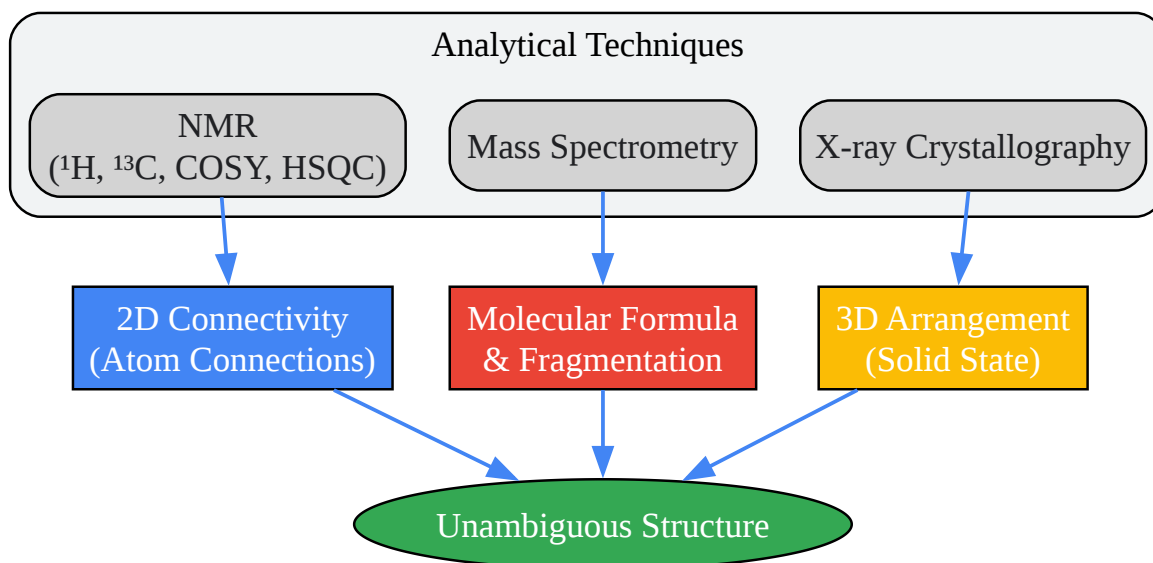 Analytical Techniques
NMR
(¹H, ¹³C, COSY, HSQC)
Mass Spectrometry
X-ray Crystallography
2D Connectivity
(Atom Connections)
Molecular Formula
& Fragmentation
3D Arrangement
(Solid State)
Unambiguous Structure